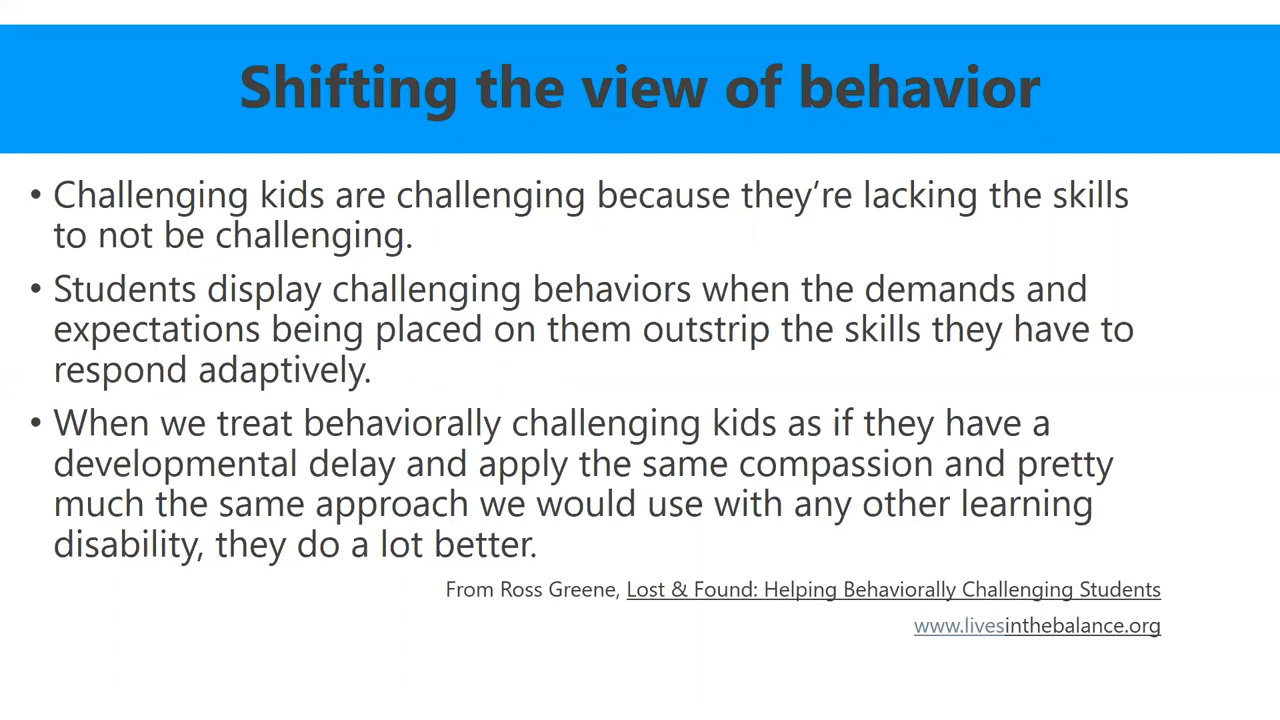 Shifting the view of behavior
• Challenging kids are challenging because they’re lacking the skills
to not be challenging.
• Students display challenging behaviors when the demands and
expectations being placed on them outstrip the skills they have to
respond adaptively.
• When we treat behaviorally challenging kids as if they have a
developmental delay and apply the same compassion and pretty
much the same approach we would use with any other learning
disability, they do a lot better.
From Ross Greene, Lost & Found: Helping Behaviorally Challenging Students
www.livesinthebalance.org